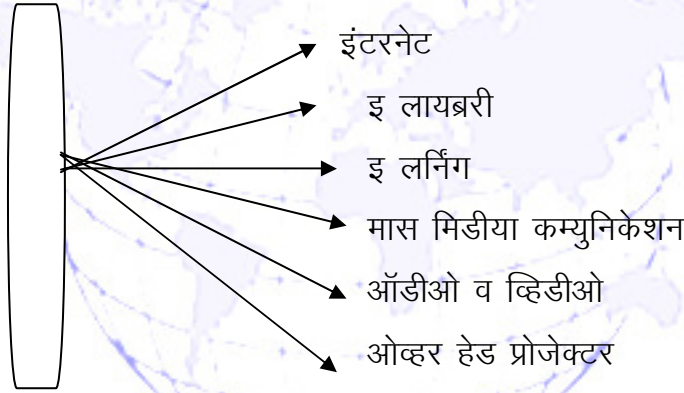 इंटरनेट
इ लायब्ररी
इ लर्निंग
मास मिडीया कम्युनिकेशन
ऑडीओ व व्हिडीओ
ओव्हर हेड प्रोजेक्टर